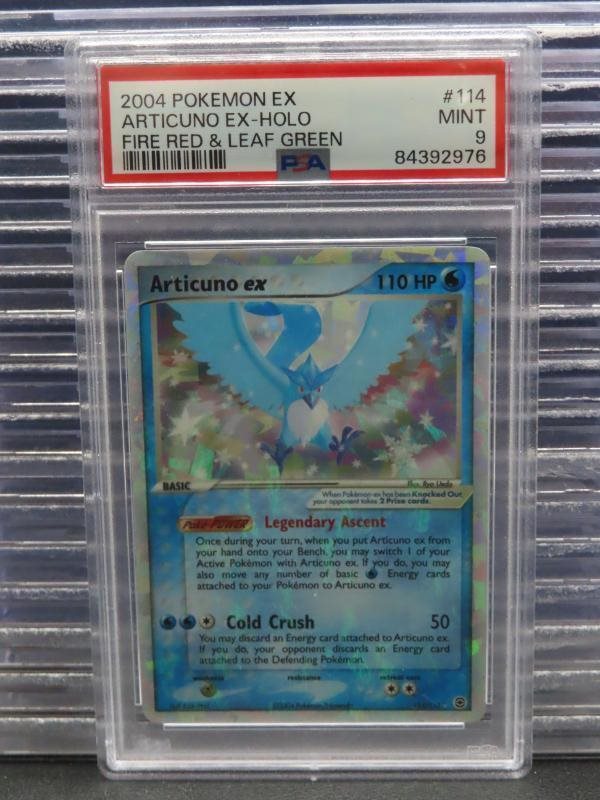 2004 POKEMON EX
#114
ARTICUNO EX-HOLO
MINT
FIRE RED & LEAF GREEN
9
PSA
84392976
Articuno ex
110 HP
BASIC
Illus. Ryo Ueda
When Pokémon-ex has been Knocked Out
your opponent takes 2 Prize cards.
Poké-POWER
Legendary Ascent
Once during your turn, when you put Articuno ex from
your hand onto your Bench, you may switch 1 of your
Active Pokémon with Articuno ex. If you do, you may
also move any number of basic Energy cards
attached to your Pokémon to Articuno ex.
Cold Crush
50
You may discard an Energy card attached to Articuno ex.
If you do, your opponent discards an Energy card
attached to the Defending Pokémon.
weakness
resistance
retreat cost